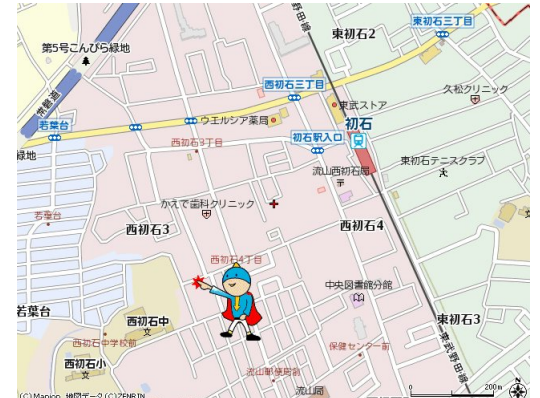 東初石2
東初石三丁目
第5号こんぴら緑地
西初石三丁目
久松クリニック
東武ストア
ウエルシア薬局
初石
若葉台
初石駅入口
西初石3丁目
緑地
東初石テニスクラブ
流山西初石局
かえで歯科クリニック
若葉台
西初石3
西初石4
西初石4丁目
中央図書館分館
若葉台
西初石中
東初石3
西初石中学校前
保健センター前
西初石小
流山郵便局前
東武野田線
流山局
0
200m
(C)Mapion 地図データ(C)ZENRIN